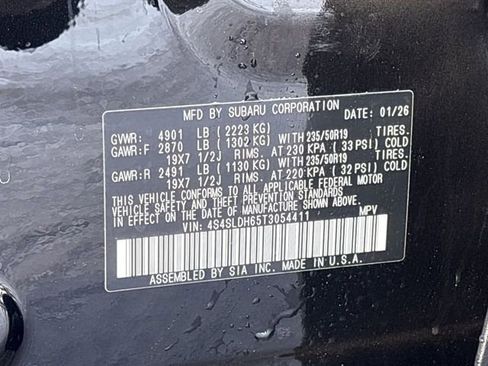 MFD BY SUBARU CORPORATION DATE: 01/26
GVWR: 4901 LB ( 2223 KG)
GAWR:F 2870 LB ( 1302 KG) WITH 235/50R19 TIRES.
19X7 1/2J RIMS. AT 230 KPA ( 33 PSI) COLD
GAWR:R 2491 LB ( 1130 KG) WITH 235/50R19 TIRES.
19X7 1/2J RIMS. AT 220 KPA ( 32 PSI) COLD
THIS VEHICLE CONFORMS TO ALL APPLICABLE FEDERAL MOTOR
VEHICLE SAFETY AND THEFT PREVENTION STANDARDS
IN EFFECT ON THE DATE OF MANUFACTURE SHOWN ABOVE.
VIN: 4S4SLDH65T3054411 MPV
ASSEMBLED BY SIA INC. MADE IN U.S.A.